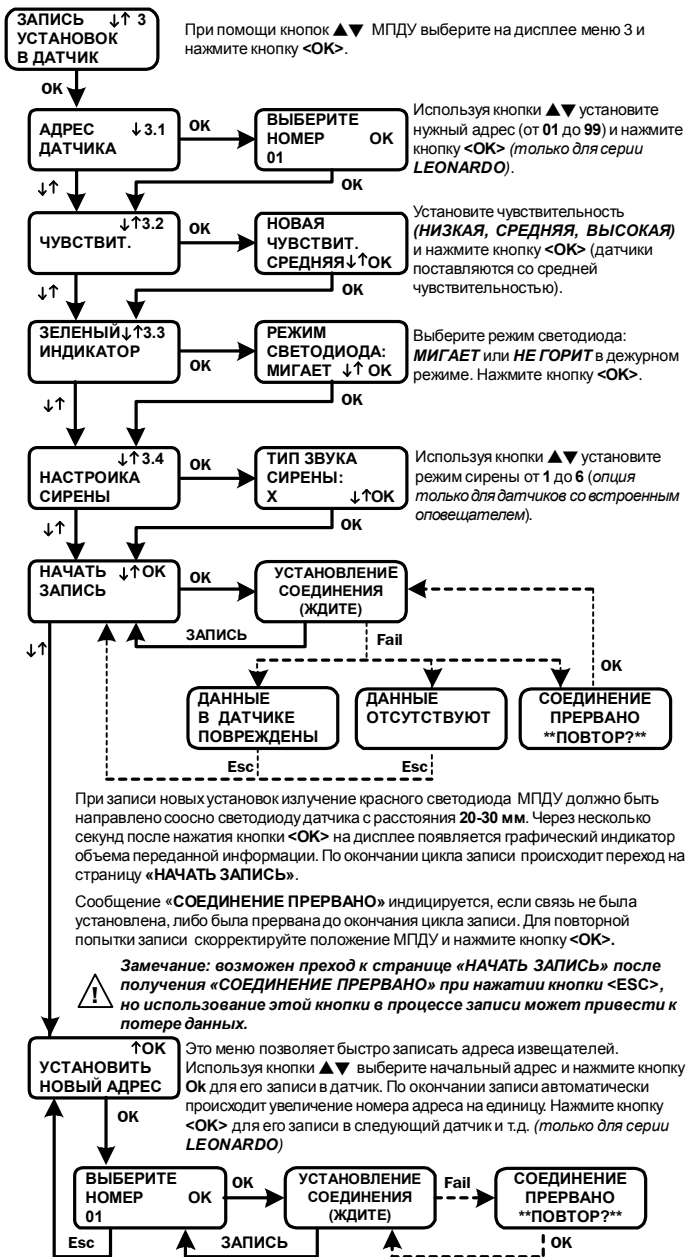 ЗАПИСЬ ↓↑ 3
УСТАНОВОК
В ДАТЧИК
При помощи кнопок ▲▼ МПДУ выберите на дисплее меню 3 и
нажмите кнопку <OK>.
OK
АДРЕС ↓3.1
ДАТЧИКА
OK
ВЫБЕРИТЕ
НОМЕР OK
01
Используя кнопки ▲▼ установите
нужный адрес (от 01 до 99) и нажмите
кнопку <OK> (только для серии
LEONARDO).
↓↑
OK
↓↑3.2
ЧУВСТВИТ.
OK
НОВАЯ
ЧУВСТВИТ.
СРЕДНЯЯ↓↑OK
Установите чувствительность
(НИЗКАЯ, СРЕДНЯЯ, ВЫСОКАЯ)
и нажмите кнопку <OK> (датчики
поставляются со средней
чувствительностью).
↓↑
OK
ЗЕЛЕНЫЙ↓↑3.3
ИНДИКАТОР
OK
РЕЖИМ
СВЕТОДИОДА:
МИГАЕТ ↓↑ OK
Выберите режим светодиода:
МИГАЕТ или НЕ ГОРИТ в дежурном
режиме. Нажмите кнопку <OK>.
↓↑
OK
↓↑3.4
НАСТРОИКА
СИРЕНЫ
OK
ТИП ЗВУКА
СИРЕНЫ:
X ↓↑OK
Используя кнопки ▲▼ установите
режим сирены от 1 до 6 (опция
только для датчиков со встроенным
оповещателем).
↓↑
OK
НАЧАТЬ ↓↑OK
ЗАПИСЬ
OK
УСТАНОВЛЕНИЕ
СОЕДИНЕНИЯ
(ЖДИТЕ)
ЗАПИСЬ
Fail
↓↑
OK
ДАННЫЕ
В ДАТЧИКЕ
ПОВРЕЖДЕНЫ
ДАННЫЕ
ОТСУТСТВУЮТ
СОЕДИНЕНИЕ
ПРЕРВАНО
**ПОВТОР?**
Esc
Esc
При записи новых установок излучение красного светодиода МПДУ должно быть
направлено соосно светодиоду датчика с расстояния 20-30 мм. Через несколько
секунд после нажатия кнопки <OK> на дисплее появляется графический индикатор
объема переданной информации. По окончании цикла записи происходит переход на
страницу «НАЧАТЬ ЗАПИСЬ».
Сообщение «СОЕДИНЕНИЕ ПРЕРВАНО» индицируется, если связь не была
установлена, либо была прервана до окончания цикла записи. Для повторной
попытки записи скорректируйте положение МПДУ и нажмите кнопку <OK>.
!
Замечание: возможен преход к странице «НАЧАТЬ ЗАПИСЬ» после
получения «СОЕДИНЕНИЕ ПРЕРВАНО» при нажатии кнопки <ESC>,
но использование этой кнопки в процессе записи может привести к
потере данных.
↑OK
УСТАНОВИТЬ
НОВЫЙ АДРЕС
Это меню позволяет быстро записать адреса извещателей.
Используя кнопки ▲▼ выберите начальный адрес и нажмите кнопку
Ok для его записи в датчик. По окончании записи автоматически
происходит увеличение номера адреса на единицу. Нажмите кнопку
<OK> для его записи в следующий датчик и т.д. (только для серии
LEONARDO)
OK
ВЫБЕРИТЕ
НОМЕР OK
01
OK
УСТАНОВЛЕНИЕ
СОЕДИНЕНИЯ
(ЖДИТЕ)
Fail
СОЕДИНЕНИЕ
ПРЕРВАНО
**ПОВТОР?**
Esc
ЗАПИСЬ
OK